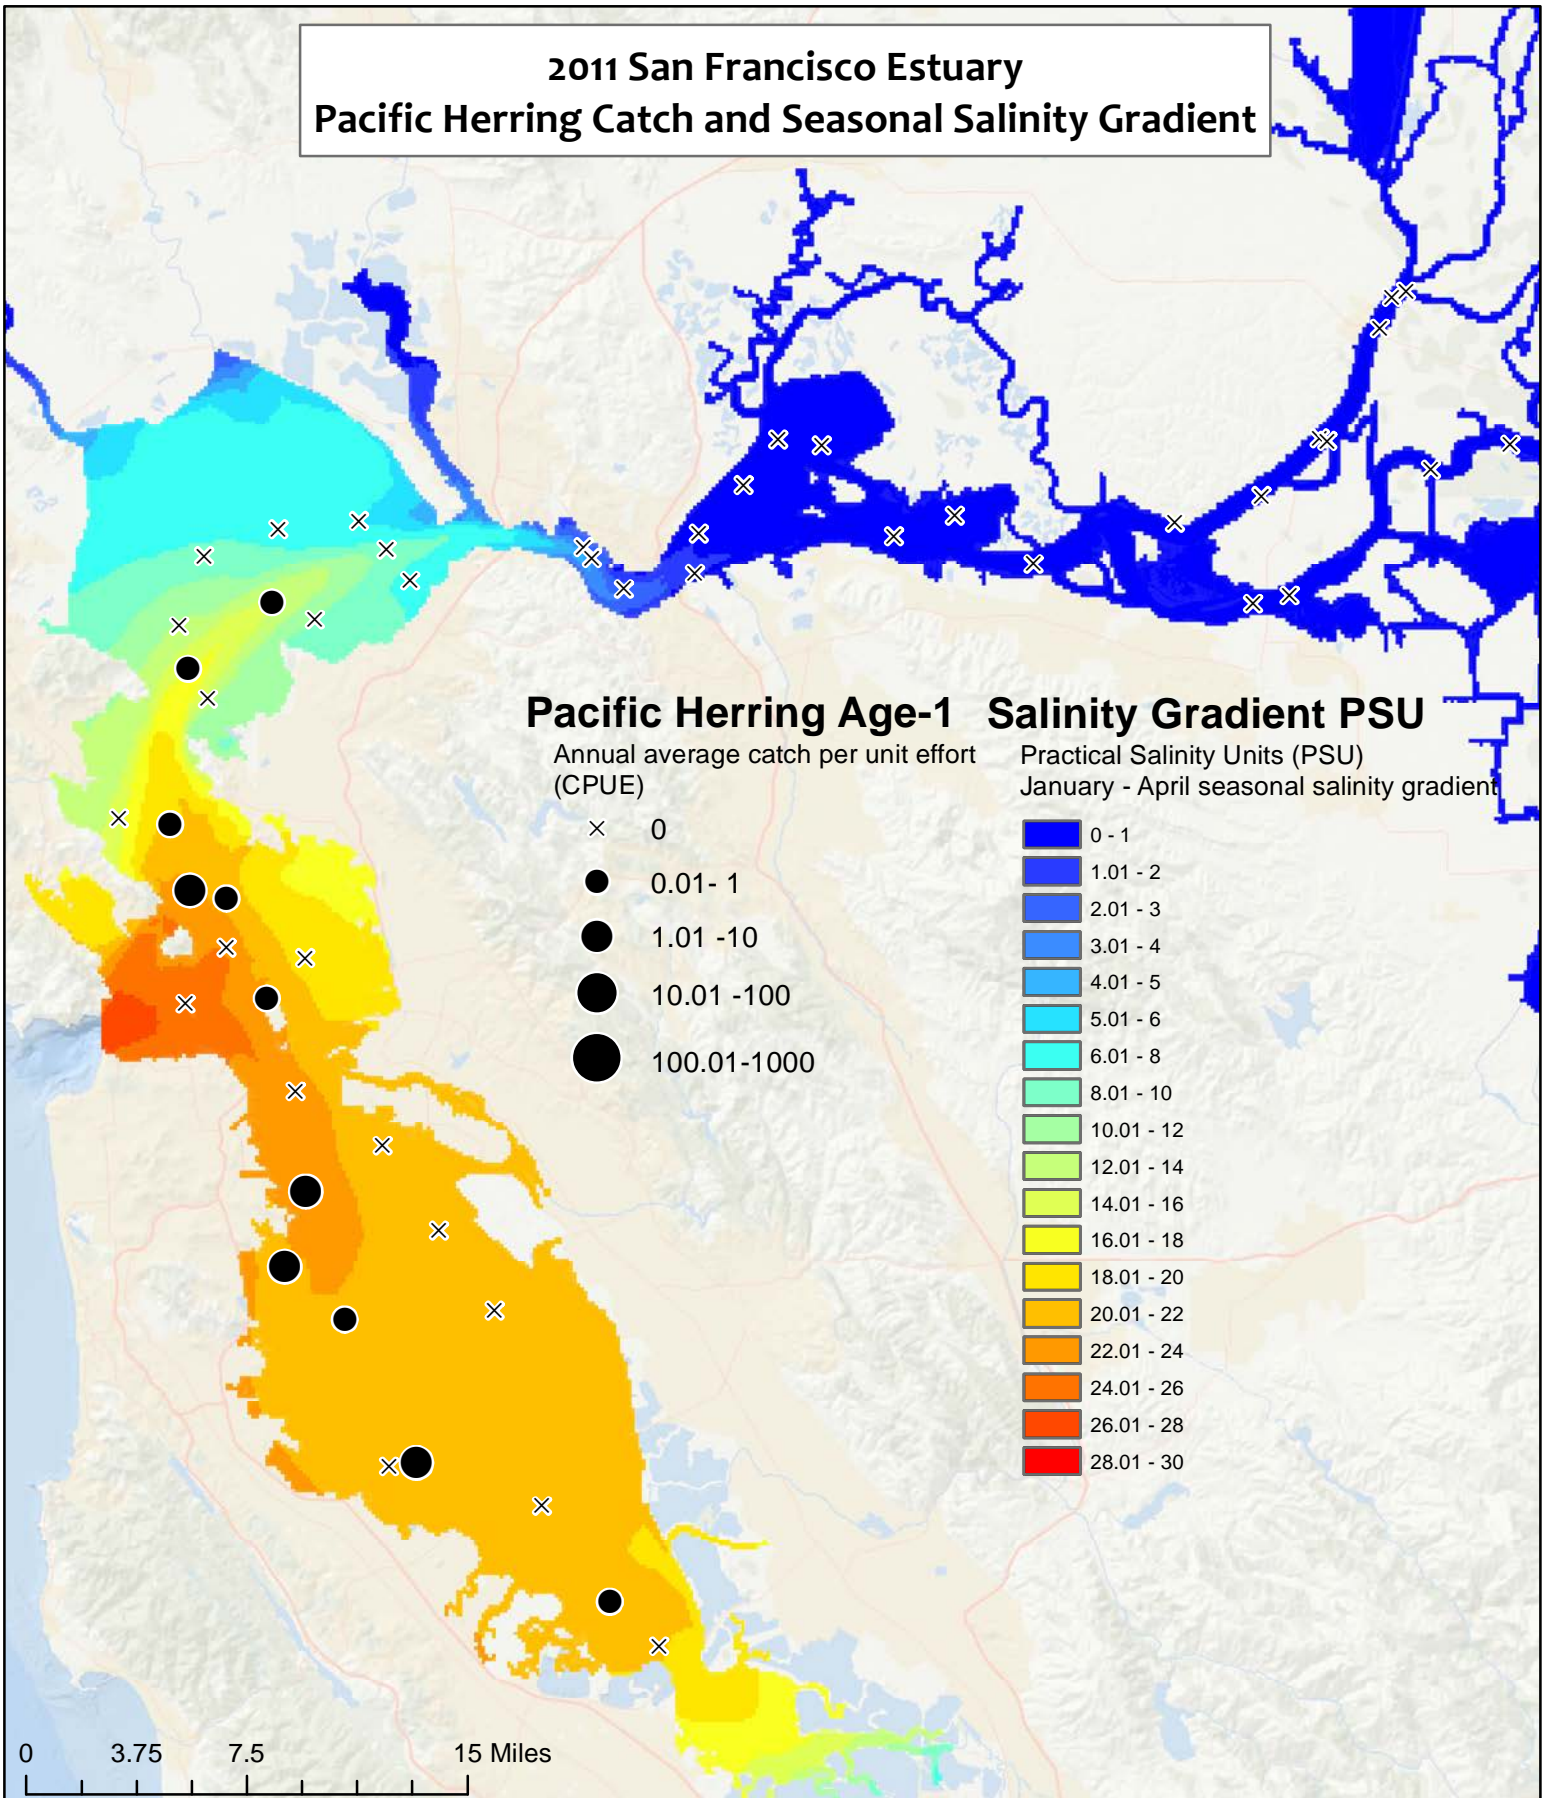 2011 San Francisco Estuary
Pacific Herring Catch and Seasonal Salinity Gradient
Pacific Herring Age-1
Annual average catch per unit effort
(CPUE)
0
0.01- 1
1.01 -10
10.01 -100
100.01-1000
Salinity Gradient PSU
Practical Salinity Units (PSU)
January - April seasonal salinity gradient
0 - 1
1.01 - 2
2.01 - 3
3.01 - 4
4.01 - 5
5.01 - 6
6.01 - 8
8.01 - 10
10.01 - 12
12.01 - 14
14.01 - 16
16.01 - 18
18.01 - 20
20.01 - 22
22.01 - 24
24.01 - 26
26.01 - 28
28.01 - 30
0 3.75 7.5 15 Miles